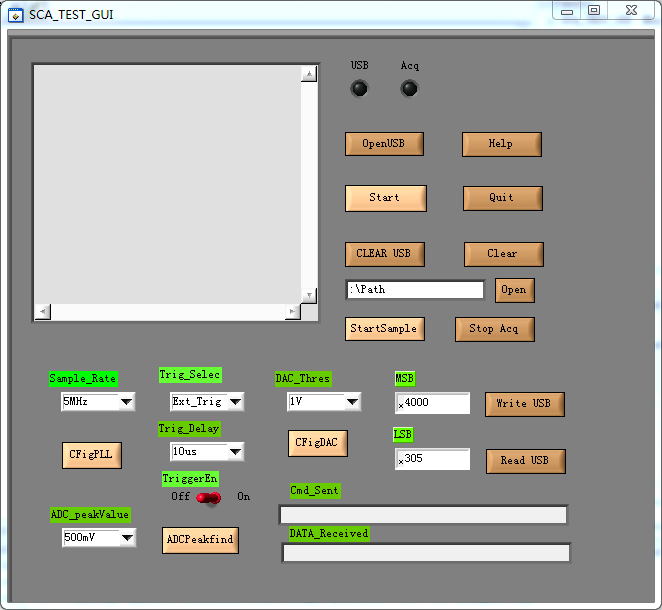 SCA_TEST_GUI
USB Acq
OpenUSB Help
Start Quit
CLEAR USB Clear
:\Path Open
StartSample Stop Acq
Sample_Rate Trig_Selec DAC_Thres MSB
5MHz Ext_Trig 1V x4000 Write USB
Trig_Delay LSB
CFigPLL 10us CFigDAC x305 Read USB
TriggerEn
Off On Cmd_Sent
ADC_peakValue
500mV ADCPeakfind DATA_Received